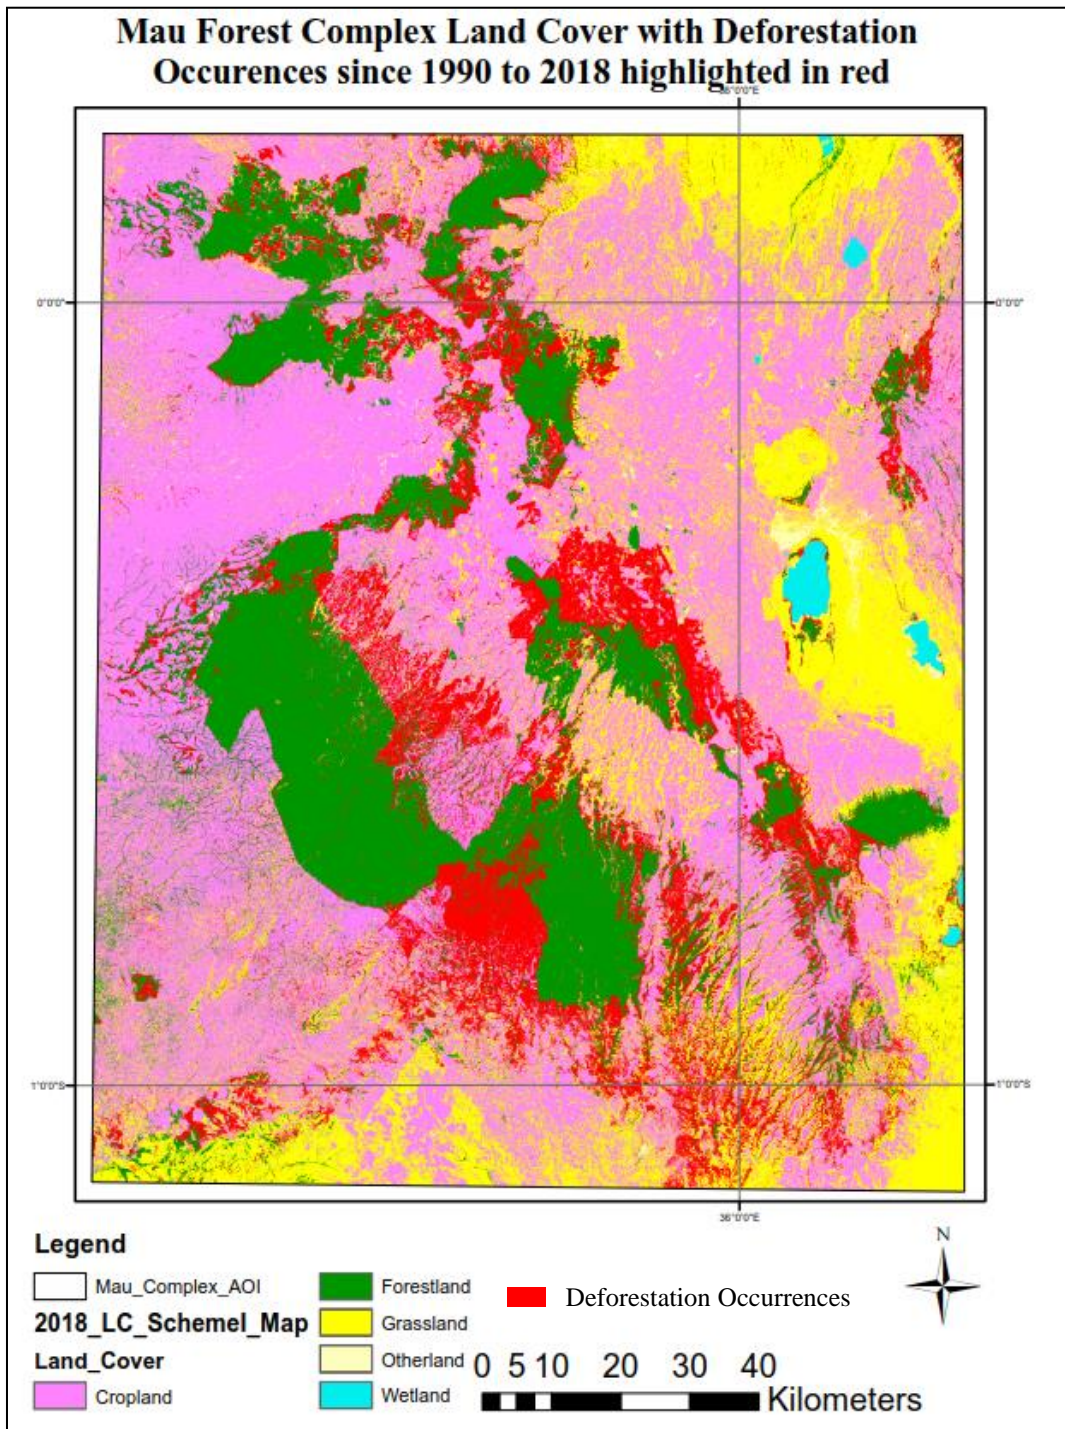 Mau Forest Complex Land Cover with Deforestation
Occurences since 1990 to 2018 highlighted in red
36°0'0"E
0°0'0"
0°0'0"
1°0'0"S
1°0'0"S
36°0'0"E
Legend
Mau_Complex_AOI
2018_LC_SchemeI_Map
Land_Cover
Cropland
Forestland
Grassland
Otherland
Wetland
Deforestation Occurrences
N
0 5 10 20 30 40
Kilometers